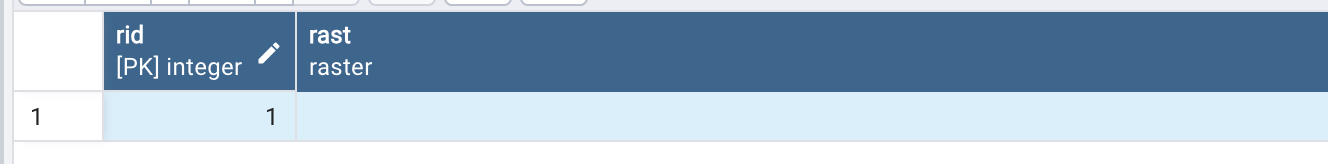 rid
[PK] integer
rast
raster
1
1